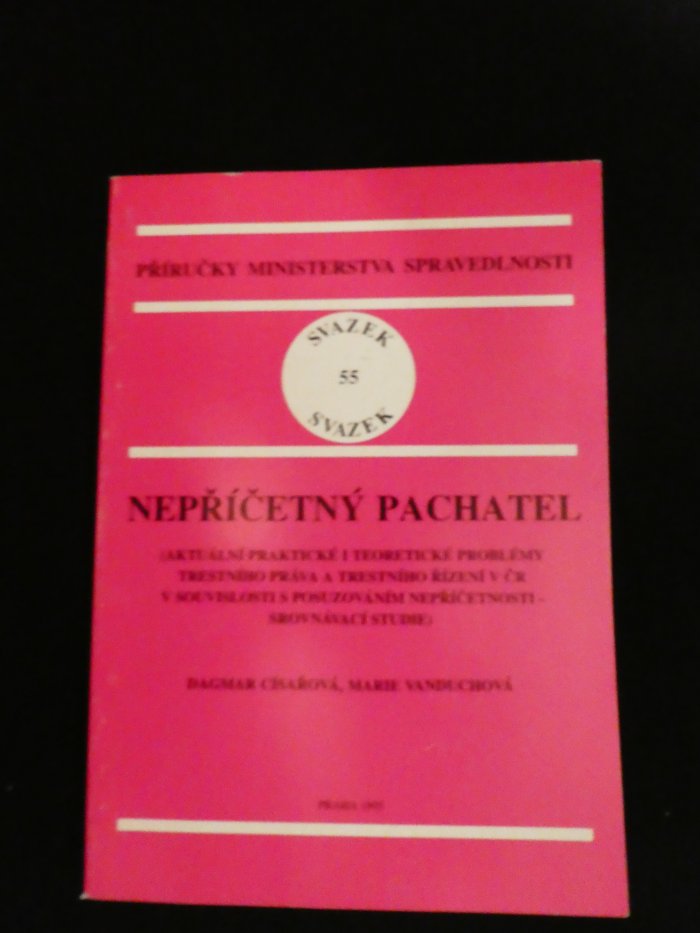 PŘÍRUČKY MINISTERSTVA SPRAVEDLNOSTI
SVAZEK
55
SVAZEK
NEPŘÍČETNÝ PACHATEL
(AKTUÁLNÍ PRAKTICKÉ I TEORETICKÉ PROBLÉMY
TRESTNÍHO PRÁVA A TRESTNÍHO ŘÍZENÍ V ČR
V SOUVISLOSTI S POSUZOVÁNÍM NEPŘÍČETNOSTI –
SROVNÁVACÍ STUDIE)
DAGMAR CÍSAŘOVÁ, MARIE VANDUCHOVÁ
PRAHA